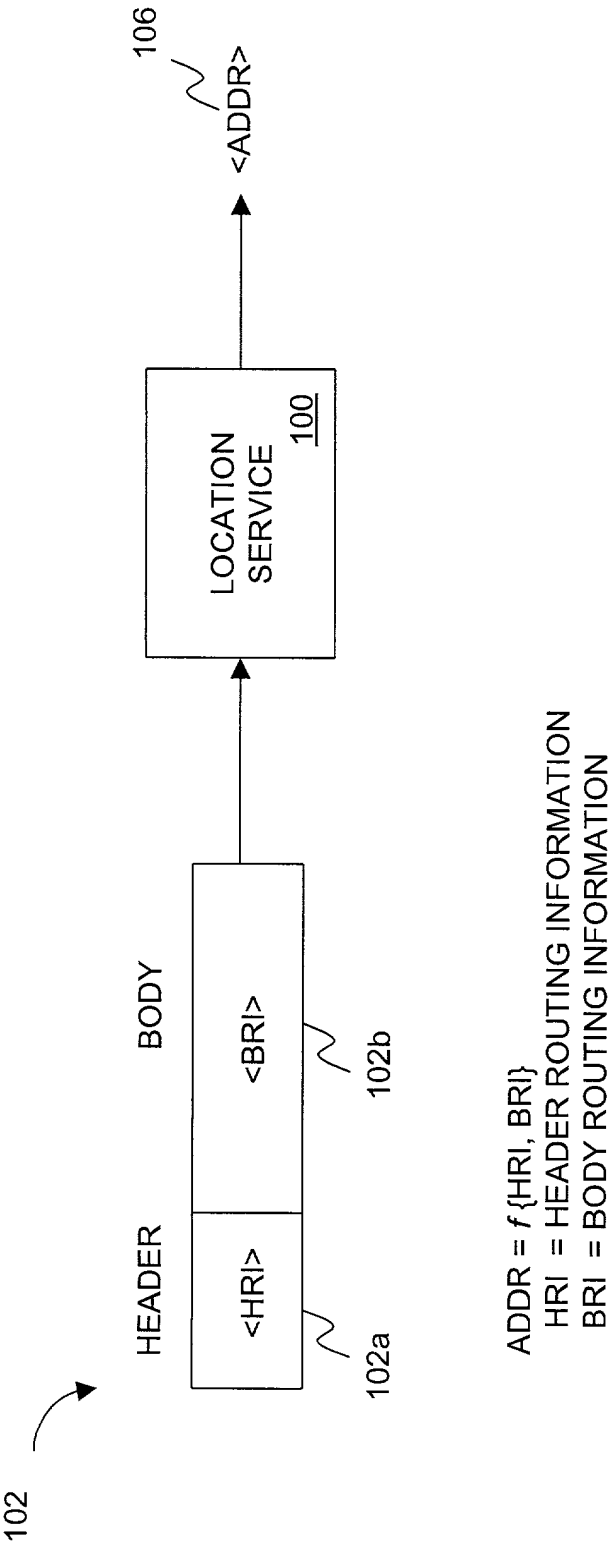 102
HEADER
BODY
<HRI>
<BRI>
102a
102b
LOCATION
SERVICE
100
<ADDR>
106
ADDR = f {HRI, BRI}
HRI = HEADER ROUTING INFORMATION
BRI = BODY ROUTING INFORMATION